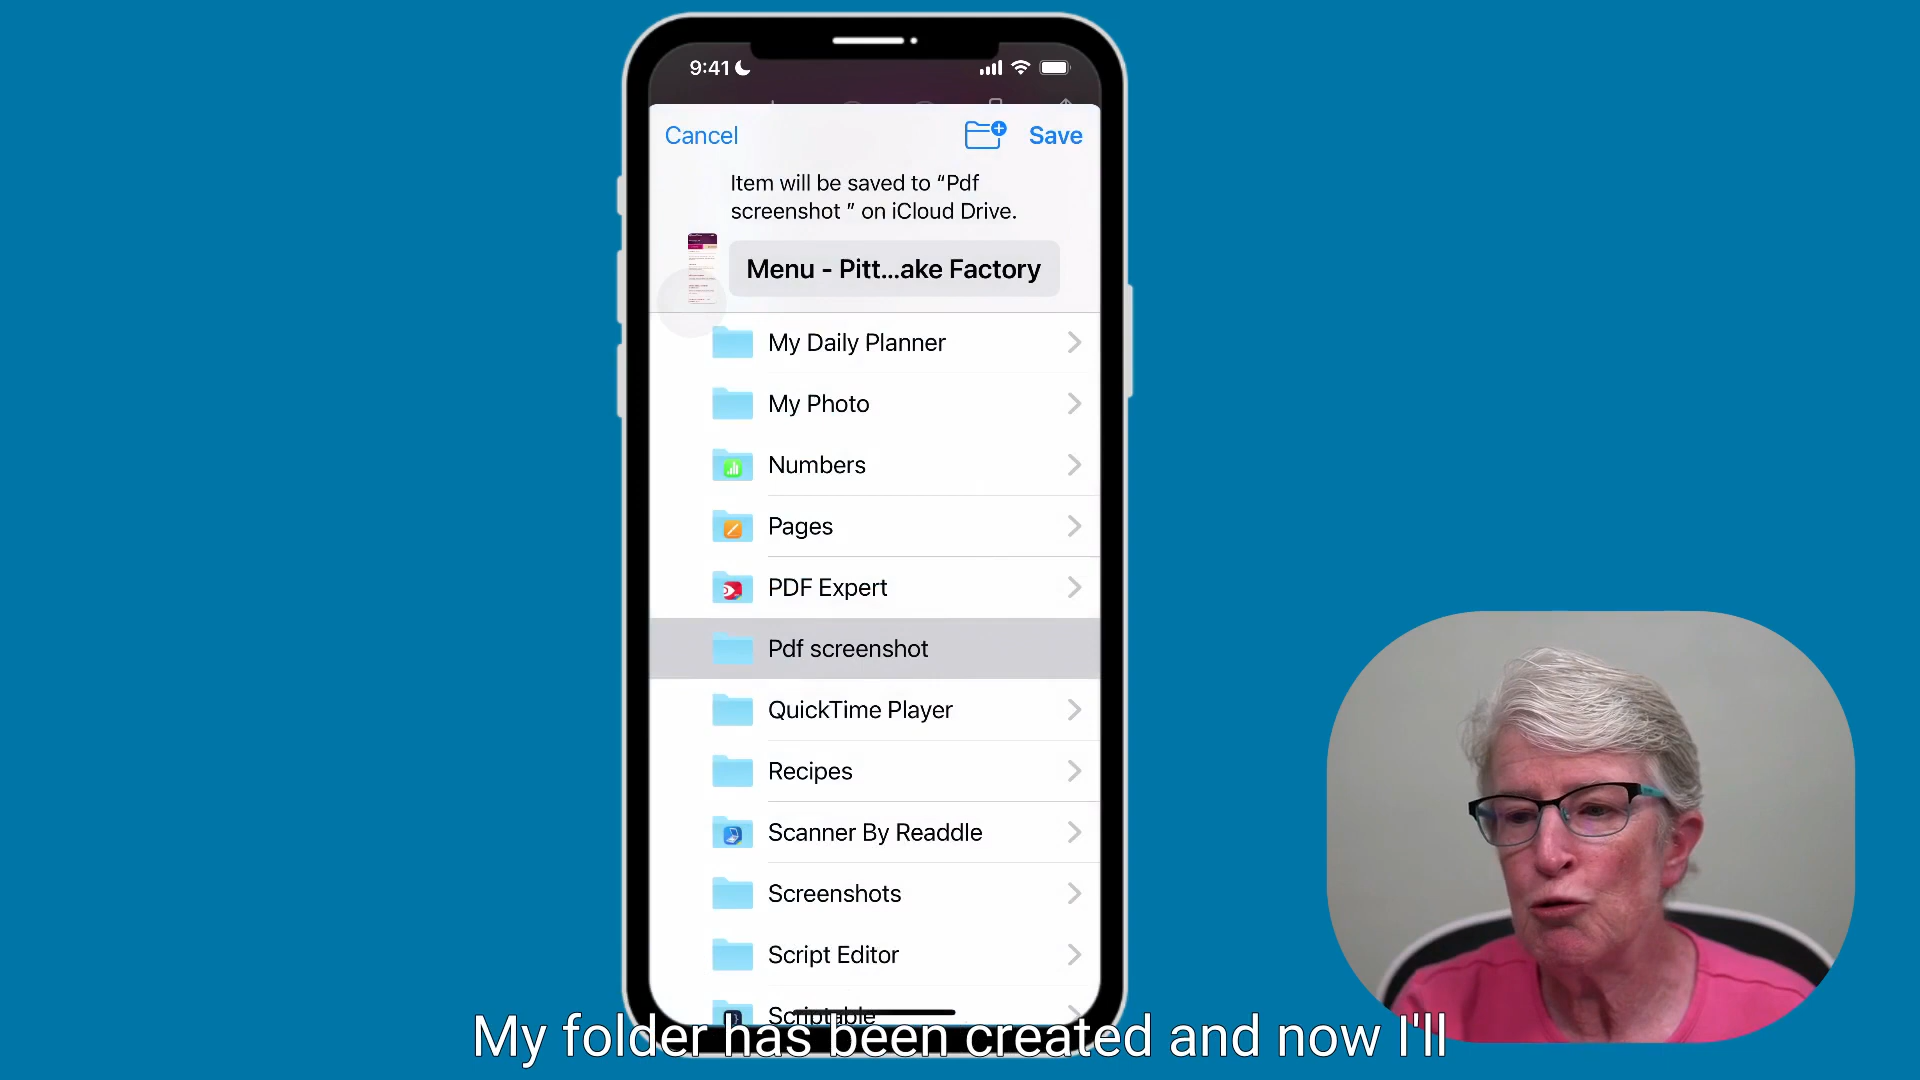 9:41
Cancel
Save
Item will be saved to “Pdf
screenshot ” on iCloud Drive.
Menu - Pitt...ake Factory
My Daily Planner
My Photo
Numbers
Pages
PDF Expert
Pdf screenshot
QuickTime Player
Recipes
Scanner By Readdle
Screenshots
Script Editor
Scriptable
My folder has been created and now I'll